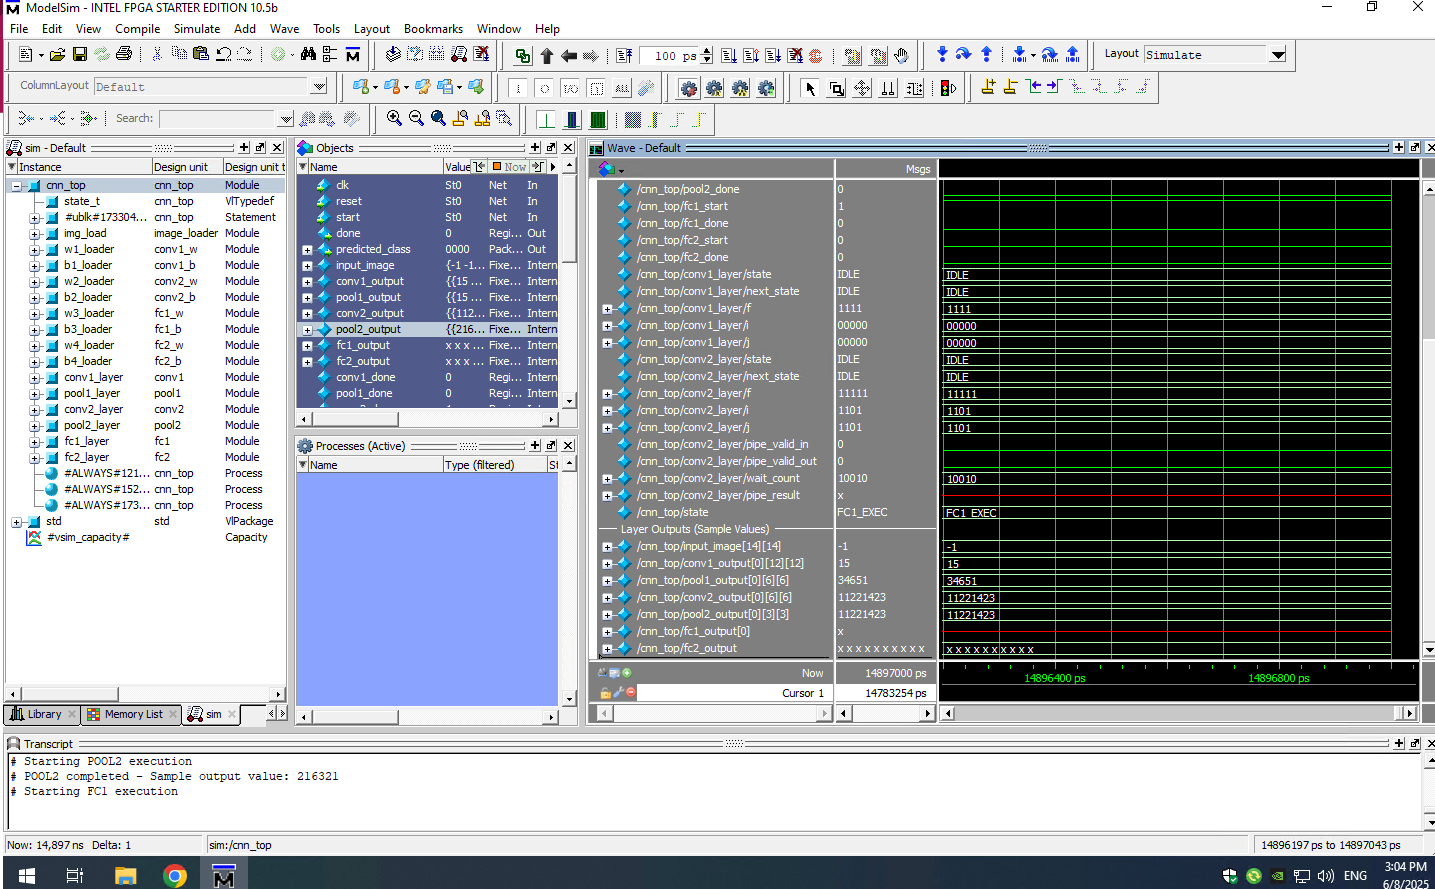 ModelSim - INTEL FPGA STARTER EDITION 10.5b
File Edit View Compile Simulate Add Wave Tools Layout Bookmarks Window Help
100 ps
Layout Simulate
ColumnLayout Default
ALL
Search:
sim - Default
Instance Design unit Design unit t
cnn_top cnn_top Module
state_t cnn_top VlTypedef
#ublk#173304... cnn_top Statement
img_load image_loader Module
w1_loader conv1_w Module
b1_loader conv1_b Module
w2_loader conv2_w Module
b2_loader conv2_b Module
w3_loader fc1_w Module
b3_loader fc1_b Module
w4_loader fc2_w Module
b4_loader fc2_b Module
conv1_layer conv1 Module
pool1_layer pool1 Module
conv2_layer conv2 Module
pool2_layer pool2 Module
fc1_layer fc1 Module
fc2_layer fc2 Module
#ALWAYS#121... cnn_top Process
#ALWAYS#152... cnn_top Process
#ALWAYS#173... cnn_top Process
std std VlPackage
#vsim_capacity# Capacity
Library Memory List sim
Objects
Name Value Now
clk St0 Net In
reset St0 Net In
start St0 Net In
done 0 Regi... Out
predicted_class 0000 Pack... Out
input_image {-1 -1... Fixe... Intern
conv1_output {{15 ... Fixe... Intern
pool1_output {{15 ... Fixe... Intern
conv2_output {{112... Fixe... Intern
pool2_output {{216... Fixe... Intern
fc1_output x x x ... Fixe... Intern
fc2_output x x x ... Fixe... Intern
conv1_done 0 Regi... Intern
pool1_done 0 Regi... Intern
Processes (Active)
Name Type (filtered) St
Wave - Default
Msgs
/cnn_top/pool2_done 0
/cnn_top/fc1_start 1
/cnn_top/fc1_done 0
/cnn_top/fc2_start 0
/cnn_top/fc2_done 0
/cnn_top/conv1_layer/state IDLE IDLE
/cnn_top/conv1_layer/next_state IDLE IDLE
/cnn_top/conv1_layer/f 1111 1111
/cnn_top/conv1_layer/i 00000 00000
/cnn_top/conv1_layer/j 00000 00000
/cnn_top/conv2_layer/state IDLE IDLE
/cnn_top/conv2_layer/next_state IDLE IDLE
/cnn_top/conv2_layer/f 11111 11111
/cnn_top/conv2_layer/i 1101 1101
/cnn_top/conv2_layer/j 1101 1101
/cnn_top/conv2_layer/pipe_valid_in 0
/cnn_top/conv2_layer/pipe_valid_out 0
/cnn_top/conv2_layer/wait_count 10010 10010
/cnn_top/conv2_layer/pipe_result x
/cnn_top/state FC1_EXEC FC1_EXEC
Layer Outputs (Sample Values)
/cnn_top/input_image[14][14] -1 -1
/cnn_top/conv1_output[0][12][12] 15 15
/cnn_top/pool1_output[0][6][6] 34651 34651
/cnn_top/conv2_output[0][6][6] 11221423 11221423
/cnn_top/pool2_output[0][3][3] 11221423 11221423
/cnn_top/fc1_output[0] x
/cnn_top/fc2_output x x x x x x x x x x x x x x x x x x x x
Now 14897000 ps 14896400 ps 14896800 ps
Cursor 1 14783254 ps
Transcript
# Starting POOL2 execution
# POOL2 completed - Sample output value: 216321
# Starting FC1 execution
Now: 14,897 ns Delta: 1 sim:/cnn_top 14896197 ps to 14897043 ps
ENG 3:04 PM
6/8/2025